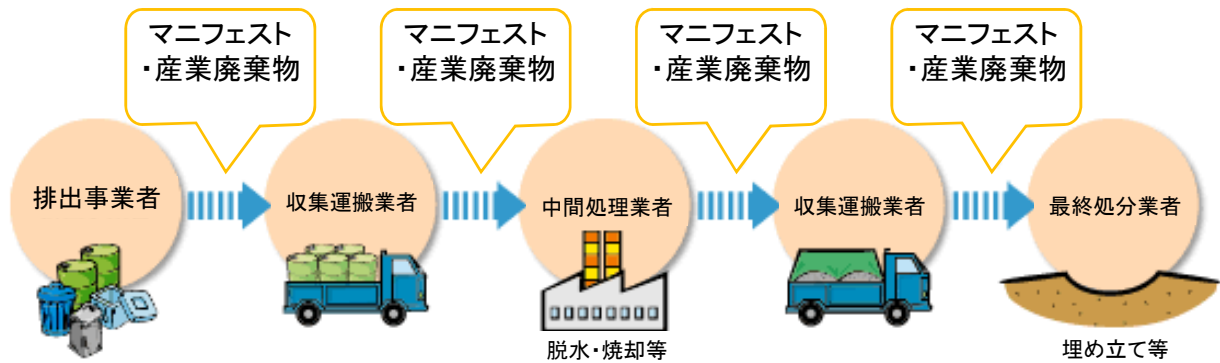 マニフェスト
・産業廃棄物
マニフェスト
・産業廃棄物
マニフェスト
・産業廃棄物
マニフェスト
・産業廃棄物
排出事業者
収集運搬業者
中間処理業者
収集運搬業者
最終処分業者
脱水・焼却等
埋め立て等